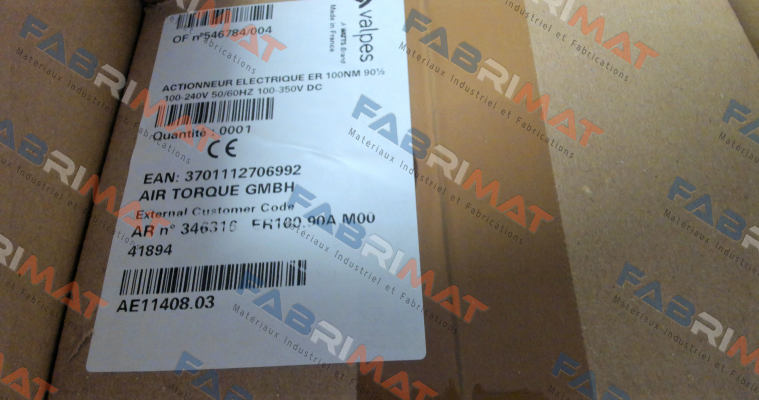 OF n°546784/004
valpes
A WATTS Brand
Made in France
ACTIONNEUR ELECTRIQUE ER 100NM 90½
100-240V 50/60HZ 100-350V DC
Quantité : 0001
CE
EAN: 3701112706992
AIR TORQUE GMBH
External Customer Code
AR n° 346316 ER100.90A M00
41894
AE11408.03
FABRIMAT
Matériaux Industriel et Fabrications